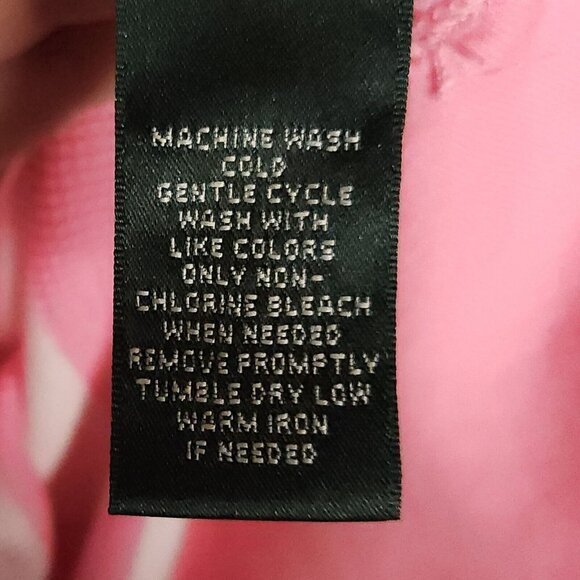 MACHINE WASH
COLD
GENTLE CYCLE
WASH WITH
LIKE COLORS
ONLY NON-
CHLORINE BLEACH
WHEN NEEDED
REMOVE PROMPTLY
TUMBLE DRY LOW
WARM IRON
IF NEEDED